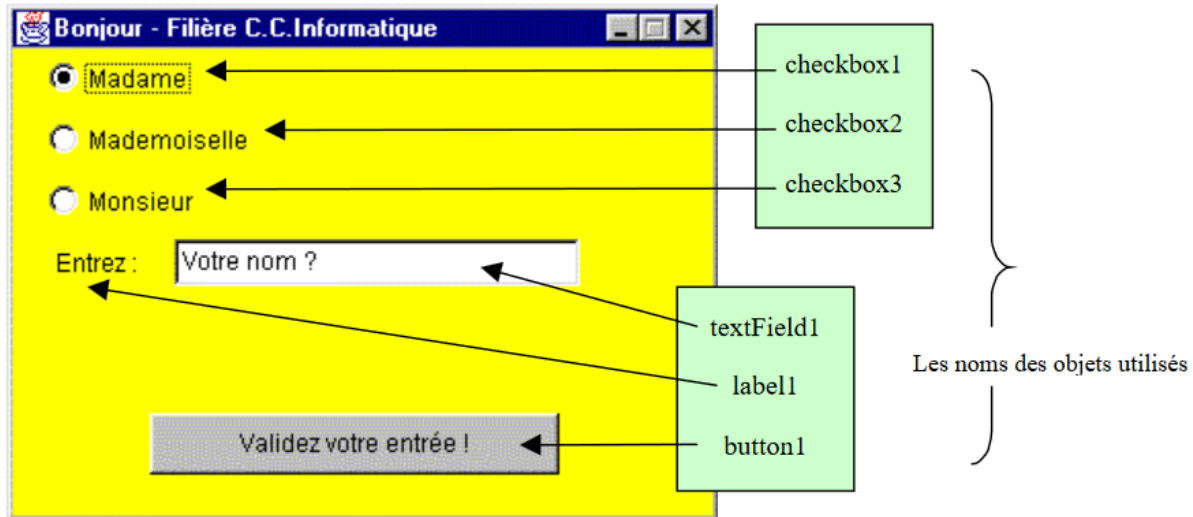 Bonjour - Filière C.C.Informatique
Madame
Mademoiselle
Monsieur
Entrez :
Votre nom ?
Validez votre entrée !
checkbox1
checkbox2
checkbox3
textField1
label1
button1
Les noms des objets utilisés